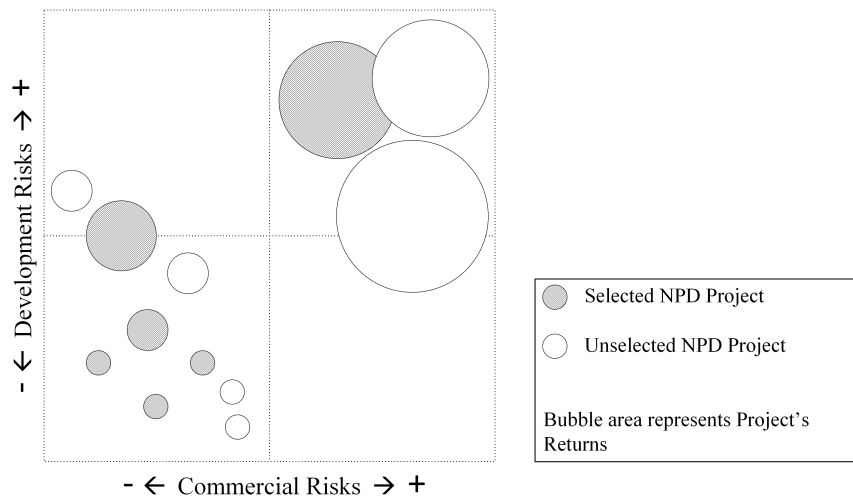 - ← Development Risks → +
Selected NPD Project
Unselected NPD Project
Bubble area represents Project's
Returns
- ← Commercial Risks → +